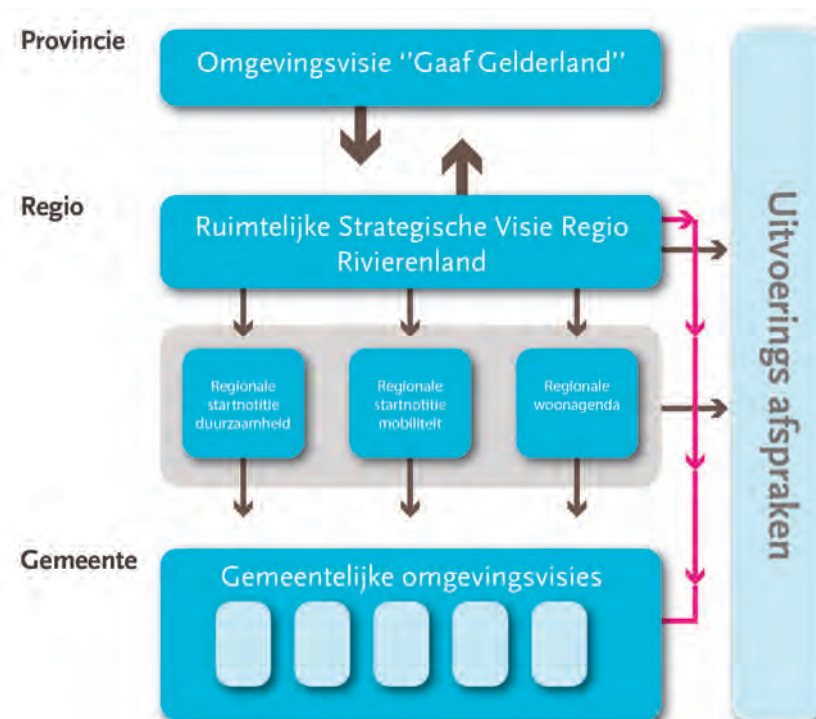 Provincie
Omgevingsvisie ''Gaaf Gelderland''
Regio
Ruimtelijke Strategische Visie Regio
Rivierenland
Regionale
startnotitie
duurzaamheid
Regionale
startnotitie
mobiliteit
Regionale
woonagenda
Gemeente
Gemeentelijke omgevingsvisies
Uitvoerings afspraken